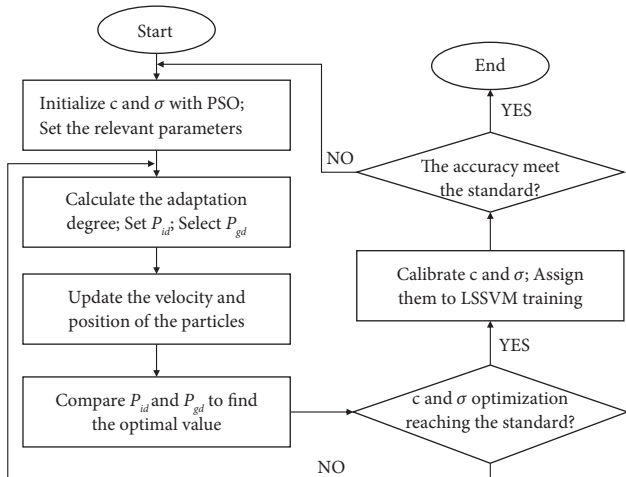 Start
Initialize c and σ with PSO;
Set the relevant parameters
Calculate the adaptation
degree; Set P_id; Select P_gd
Update the velocity and
position of the particles
Compare P_id and P_gd to find
the optimal value
c and σ optimization
reaching the standard?
NO
YES
Calibrate c and σ; Assign
them to LSSVM training
The accuracy meet
the standard?
NO
YES
End